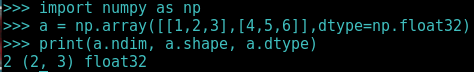 >>> import numpy as np
>>> a = np.array([[1,2,3],[4,5,6]],dtype=np.float32)
>>> print(a.ndim, a.shape, a.dtype)
2 (2, 3) float32